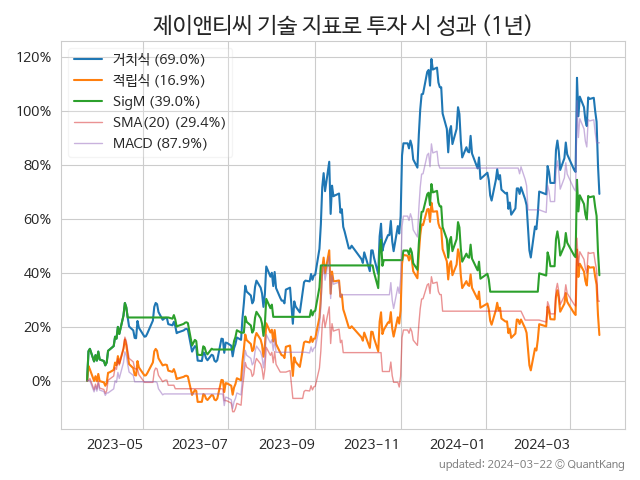 제이앤티씨 기술 지표로 투자 시 성과 (1년)
거치식 (69.0%)
적립식 (16.9%)
SigM (39.0%)
SMA(20) (29.4%)
MACD (87.9%)
120%
100%
80%
60%
40%
20%
0%
2023-05 2023-07 2023-09 2023-11 2024-01 2024-03
updated: 2024-03-22 © QuantKang